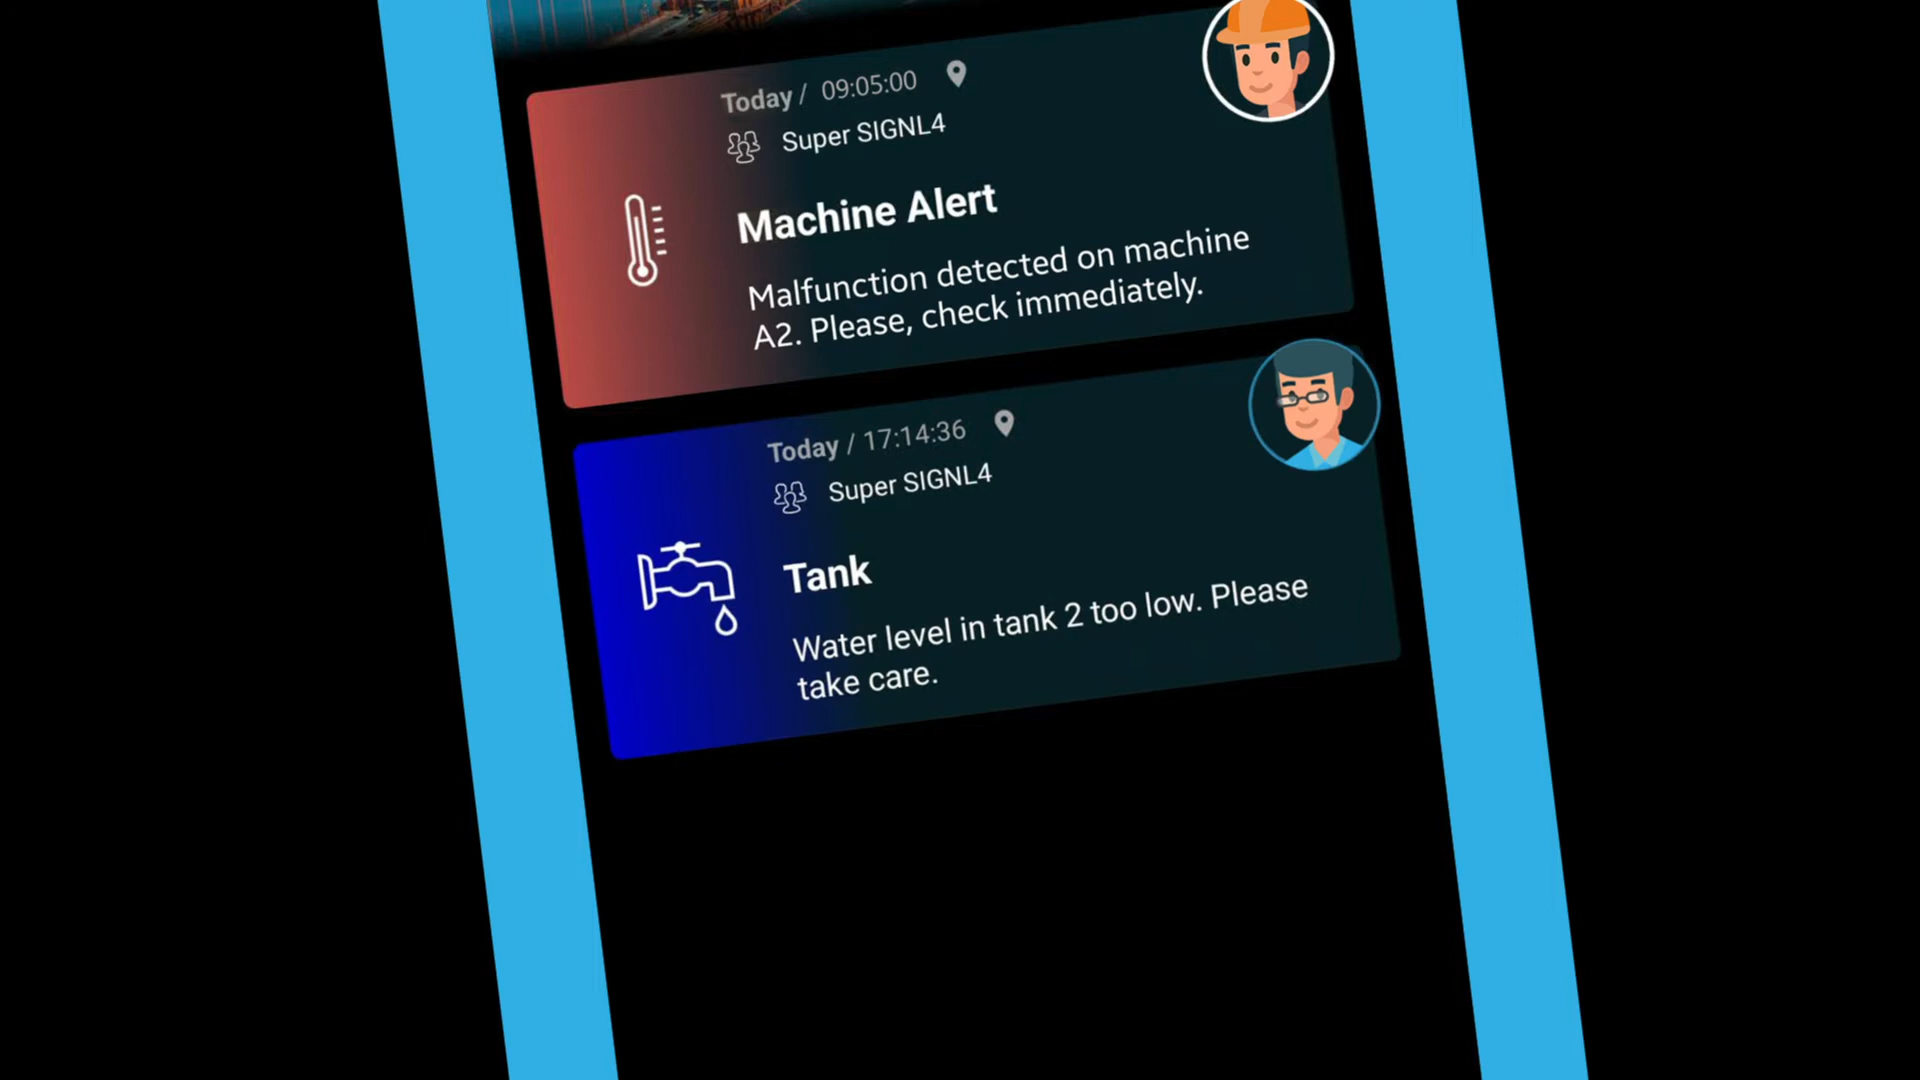 Today / 09:05:00
Super SIGNL4
Machine Alert
Malfunction detected on machine
A2. Please, check immediately.
Today / 17:14:36
Super SIGNL4
Tank
Water level in tank 2 too low. Please
take care.